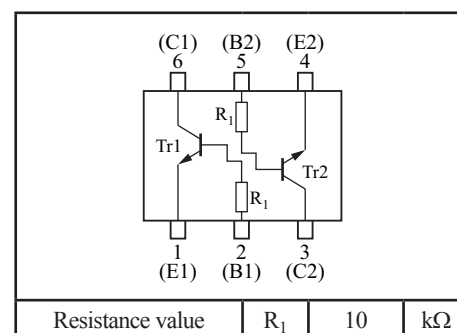 (C1) (B2) (E2)
6 5 4
R1
Tr1
Tr2
R1
1 2 3
(E1) (B1) (C2)
Resistance value R1 10 kΩ